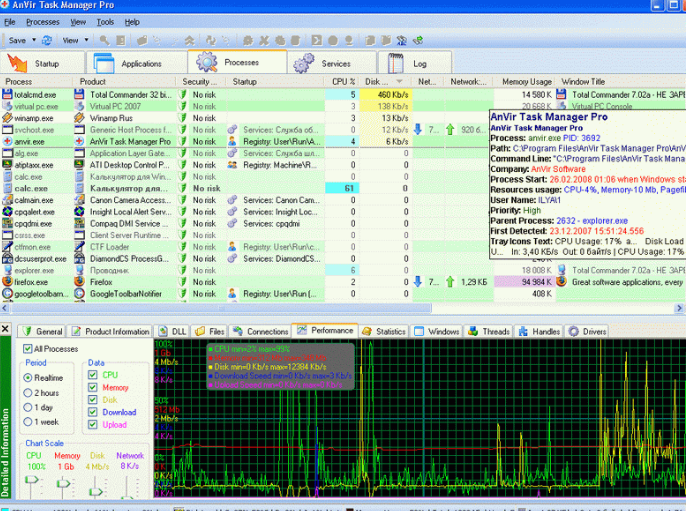 AnVir Task Manager Pro
File Processes View Tools Help
Save View
Startup Applications Processes Services Log
Process Product Security... Startup CPU % Disk ... Net... Network:... Memory Usage Window Title
totalcmd.exe Total Commander 32 bi... No risk 5 460 Kb/s 14 580 K Total Commander 7.02a - НЕ ЗАРЕ
virtual pc.exe Virtual PC 2007 No risk 3 138 Kb/s 20 668 K Virtual PC Console
winamp.exe Winamp Rus No risk 3 13 Kb/s
svchost.exe Generic Host Process f... No risk Services: Служба об... 0 12 Kb/s 7... 920 б...
anvir.exe AnVir Task Manager Pro No risk Registry: User\Run\A... 4 6 Kb/s
alg.exe Application Layer Gate... No risk Services: Служба шл... 0 0
atiptaxx.exe ATI Desktop Control P... No risk Registry: Machine\R... 0 0
calc.exe Калькулятор для Win... No risk 0 0
calc.exe Калькулятор для... No risk 61 0
calmain.exe Canon Camera Access... No risk Services: Canon Cam... 0 0
cpqalert.exe Insight Local Alert Serv... No risk Services: Insight Loc... 0 0
cpqdmi.exe Compaq DMI Service ... No risk Services: cpqdmi 0 0
csrss.exe Client Server Runtime ... No risk 0 0
ctfmon.exe CTF Loader No risk Registry: User\Run\c... 0 0
dcsuserprot.exe DiamondCS ProcessG... No risk Services: DiamondCS... 0 0
explorer.exe Проводник No risk 6 0 18 008 K Total Commander 7.02a - НЕ ЗАР
firefox.exe Firefox No risk 2 0 7... 1,29 КБ 94 984 K Great software applications, every
googletoolbarn... GoogleToolbarNotifier No risk Registry: User\Run\... 0 0 408 K
AnVir Task Manager Pro
AnVir Task Manager Pro
Process: anvir.exe PID: 3692
Path: C:\Program Files\AnVir Task Manager Pro\AnV
Command Line: "C:\Program Files\AnVir Task Mana
Company: AnVir Software
Process Start: 26.02.2008 01:06 when Windows sta
Resources usage: CPU-4%, Memory-10 Mb, Pagefil
User Name: ILYA\1
Priority: High
Parent Process: 2632 - explorer.exe
First Detected: 23.12.2007 15:51:24.556
Tray Icons Text: CPU Usage: 17% a... Disk Load
U... In: 3,40 КБ/s Out: 0 байт/s | CPU Usage: 17%
General Product Information DLL Files Connections Performance Statistics Windows Threads Handles Drivers
Detailed Information
All Processes
Period
Realtime
2 hours
1 day
1 week
Data
CPU
Memory
Disk
Download
Upload
Chart Scale
CPU Memory Disk Network
100% 1 Gb 4 Mb/s 8 K/s
100%
1 Gb
4 Mb/s
8 K/s
CPU min=2% max=99%
Disk min=0 Kb/s max=12384 Kb/s
Download Speed min=0 Kb/s max=3 Kb/s
50%
512 Mb
2 Mb/s
4 K/s